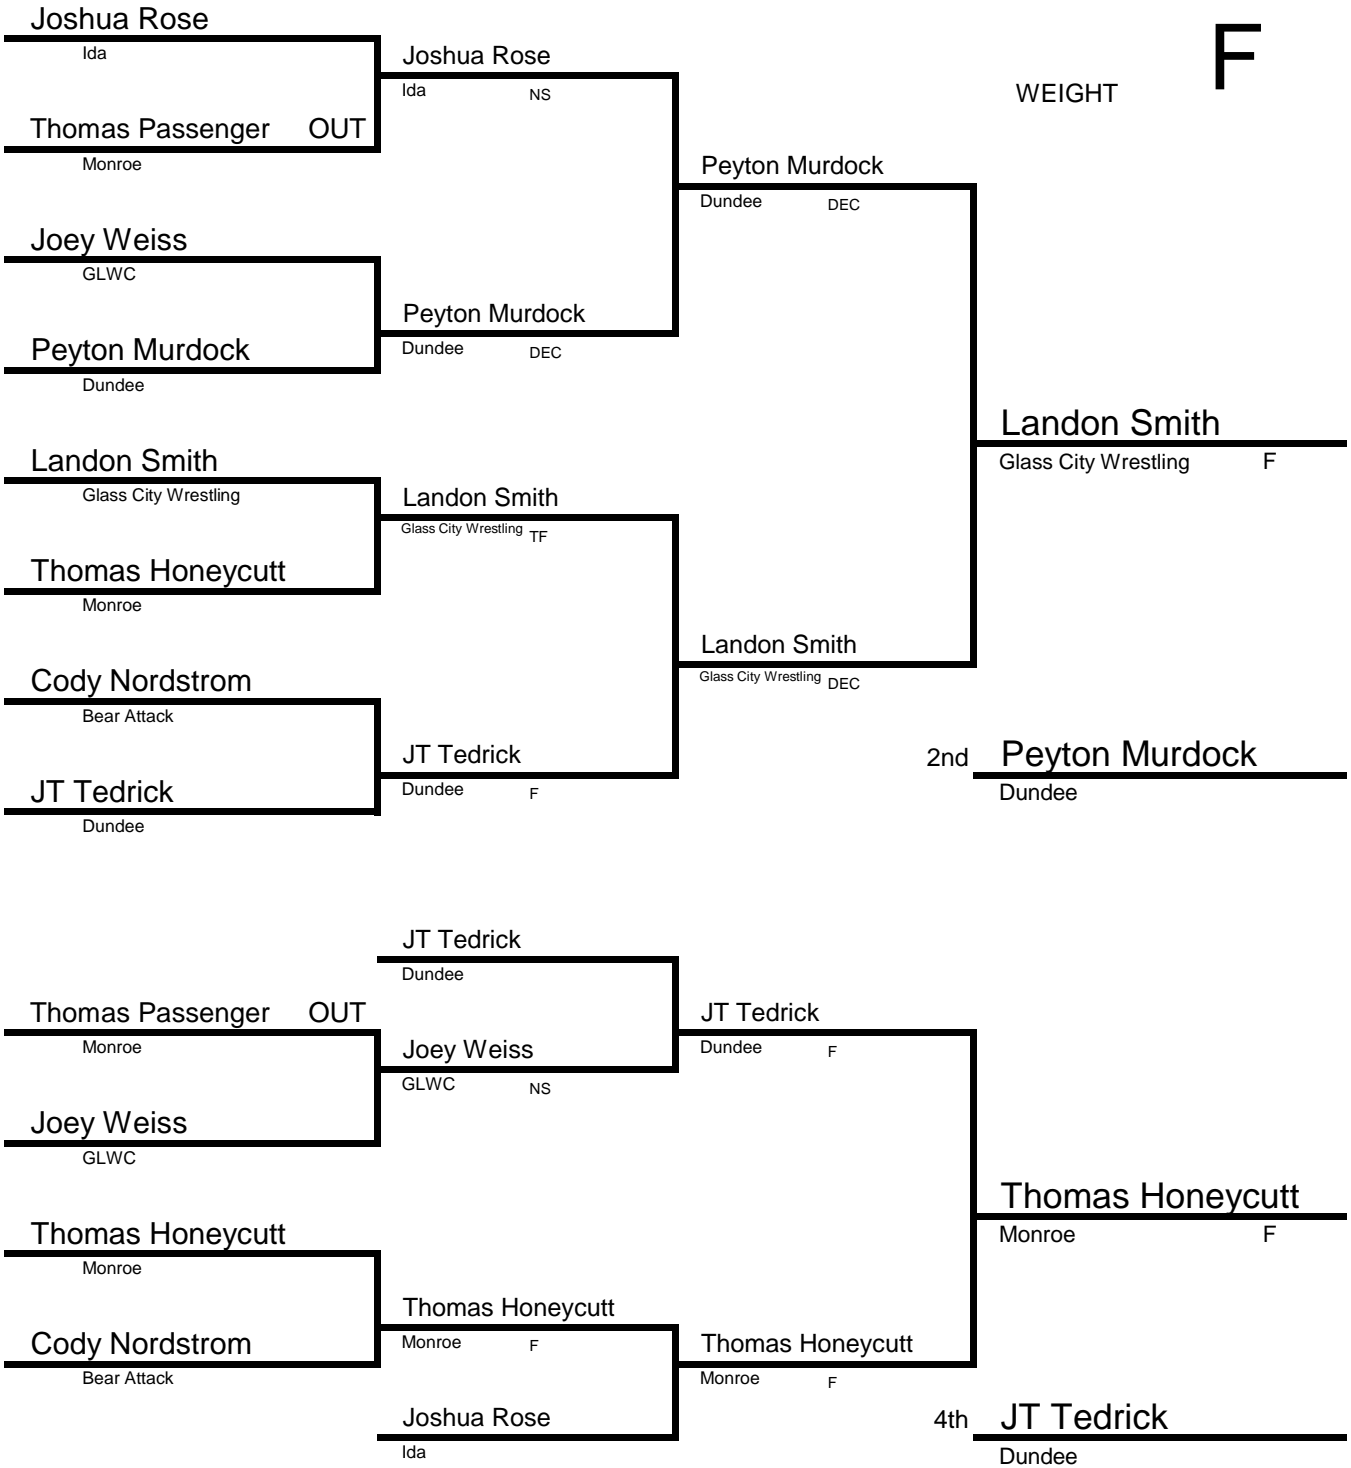 Joshua Rose
Ida
Joshua Rose
Ida NS
F
WEIGHT
Thomas Passenger OUT
Monroe
Peyton Murdock
Dundee DEC
Joey Weiss
GLWC
Peyton Murdock
Dundee DEC
Peyton Murdock
Dundee
Landon Smith
Glass City Wrestling F
Landon Smith
Glass City Wrestling
Landon Smith
Glass City Wrestling TF
Thomas Honeycutt
Monroe
Landon Smith
Glass City Wrestling DEC
Cody Nordstrom
Bear Attack
JT Tedrick
Dundee F
2nd Peyton Murdock
Dundee
JT Tedrick
Dundee
JT Tedrick
Dundee
Thomas Passenger OUT
Monroe
JT Tedrick
Dundee F
Joey Weiss
GLWC NS
Joey Weiss
GLWC
Thomas Honeycutt
Monroe F
Thomas Honeycutt
Monroe
Thomas Honeycutt
Monroe F
Cody Nordstrom
Bear Attack
Thomas Honeycutt
Monroe F
Joshua Rose
Ida
4th JT Tedrick
Dundee